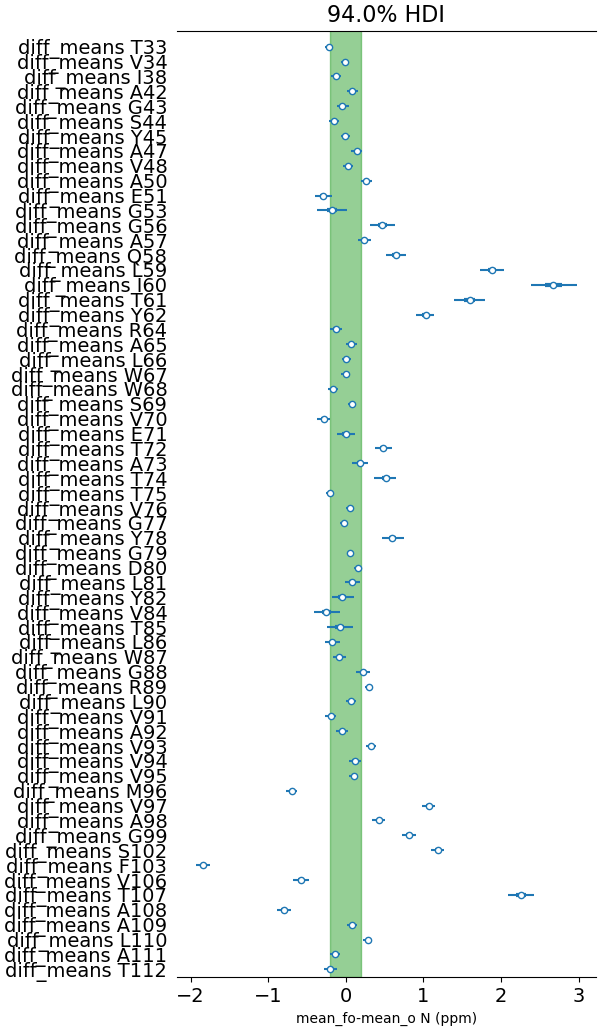 94.0% HDI
diff_means T33
diff_means V34
diff_means I38
diff_means A42
diff_means G43
diff_means S44
diff_means Y45
diff_means A47
diff_means V48
diff_means A50
diff_means E51
diff_means G53
diff_means G56
diff_means A57
diff_means Q58
diff_means L59
diff_means I60
diff_means T61
diff_means Y62
diff_means R64
diff_means A65
diff_means L66
diff_means W67
diff_means W68
diff_means S69
diff_means V70
diff_means E71
diff_means T72
diff_means A73
diff_means T74
diff_means T75
diff_means V76
diff_means G77
diff_means Y78
diff_means G79
diff_means D80
diff_means L81
diff_means Y82
diff_means V84
diff_means T85
diff_means L86
diff_means W87
diff_means G88
diff_means R89
diff_means L90
diff_means V91
diff_means A92
diff_means V93
diff_means V94
diff_means V95
diff_means M96
diff_means V97
diff_means A98
diff_means G99
diff_means S102
diff_means F103
diff_means V106
diff_means T107
diff_means A108
diff_means A109
diff_means L110
diff_means A111
diff_means T112
−2 −1 0 1 2 3
mean_fo-mean_o N (ppm)